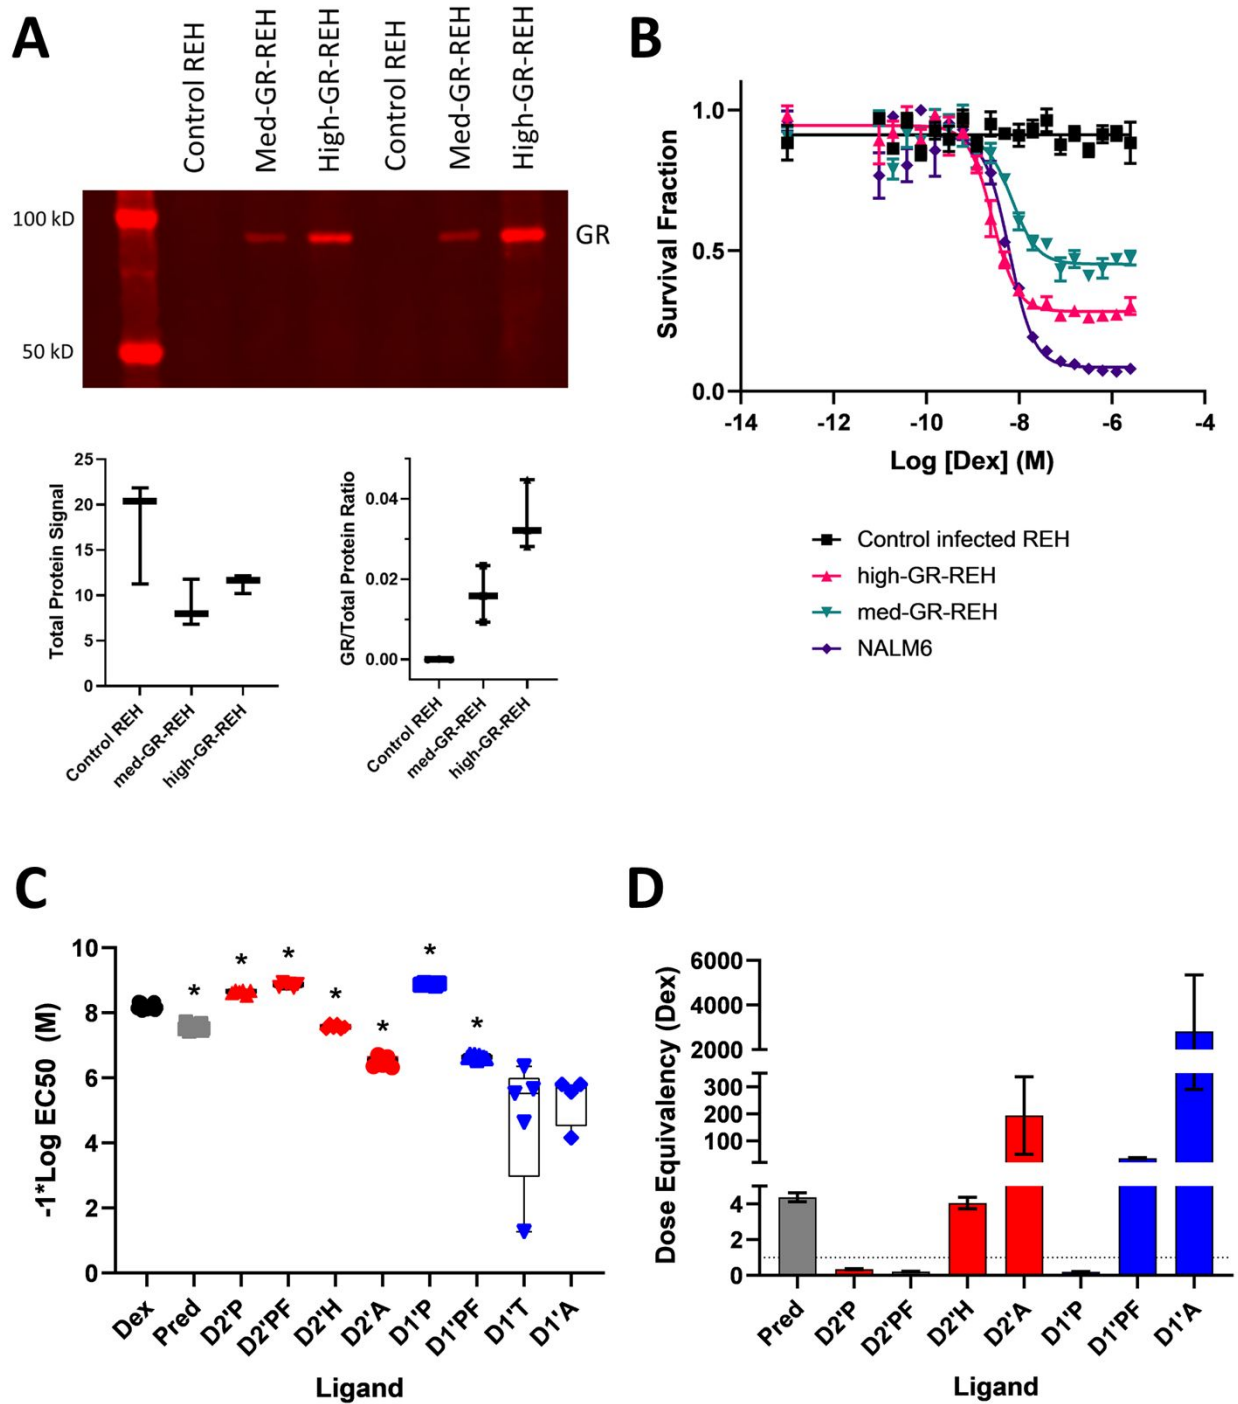 A
Control REH
Med-GR-REH
High-GR-REH
Control REH
Med-GR-REH
High-GR-REH
100 kD
50 kD
GR
Total Protein Signal
25
20
15
10
5
0
Control REH
med-GR-REH
high-GR-REH
GR/Total Protein Ratio
0.04
0.02
0.00
Control REH
med-GR-REH
high-GR-REH
B
Survival Fraction
1.0
0.5
0.0
-14
-12
-10
-8
-6
-4
Log [Dex] (M)
Control infected REH
high-GR-REH
med-GR-REH
NALM6
C
-1*Log EC50 (M)
10
8
6
4
2
0
* * * * * * *
Dex
Pred
D2'P
D2'PF
D2'H
D2'A
D1'P
D1'PF
D1'T
D1'A
Ligand
D
Dose Equivalency (Dex)
6000
4000
2000
300
200
100
4
2
0
Pred
D2'P
D2'PF
D2'H
D2'A
D1'P
D1'PF
D1'A
Ligand